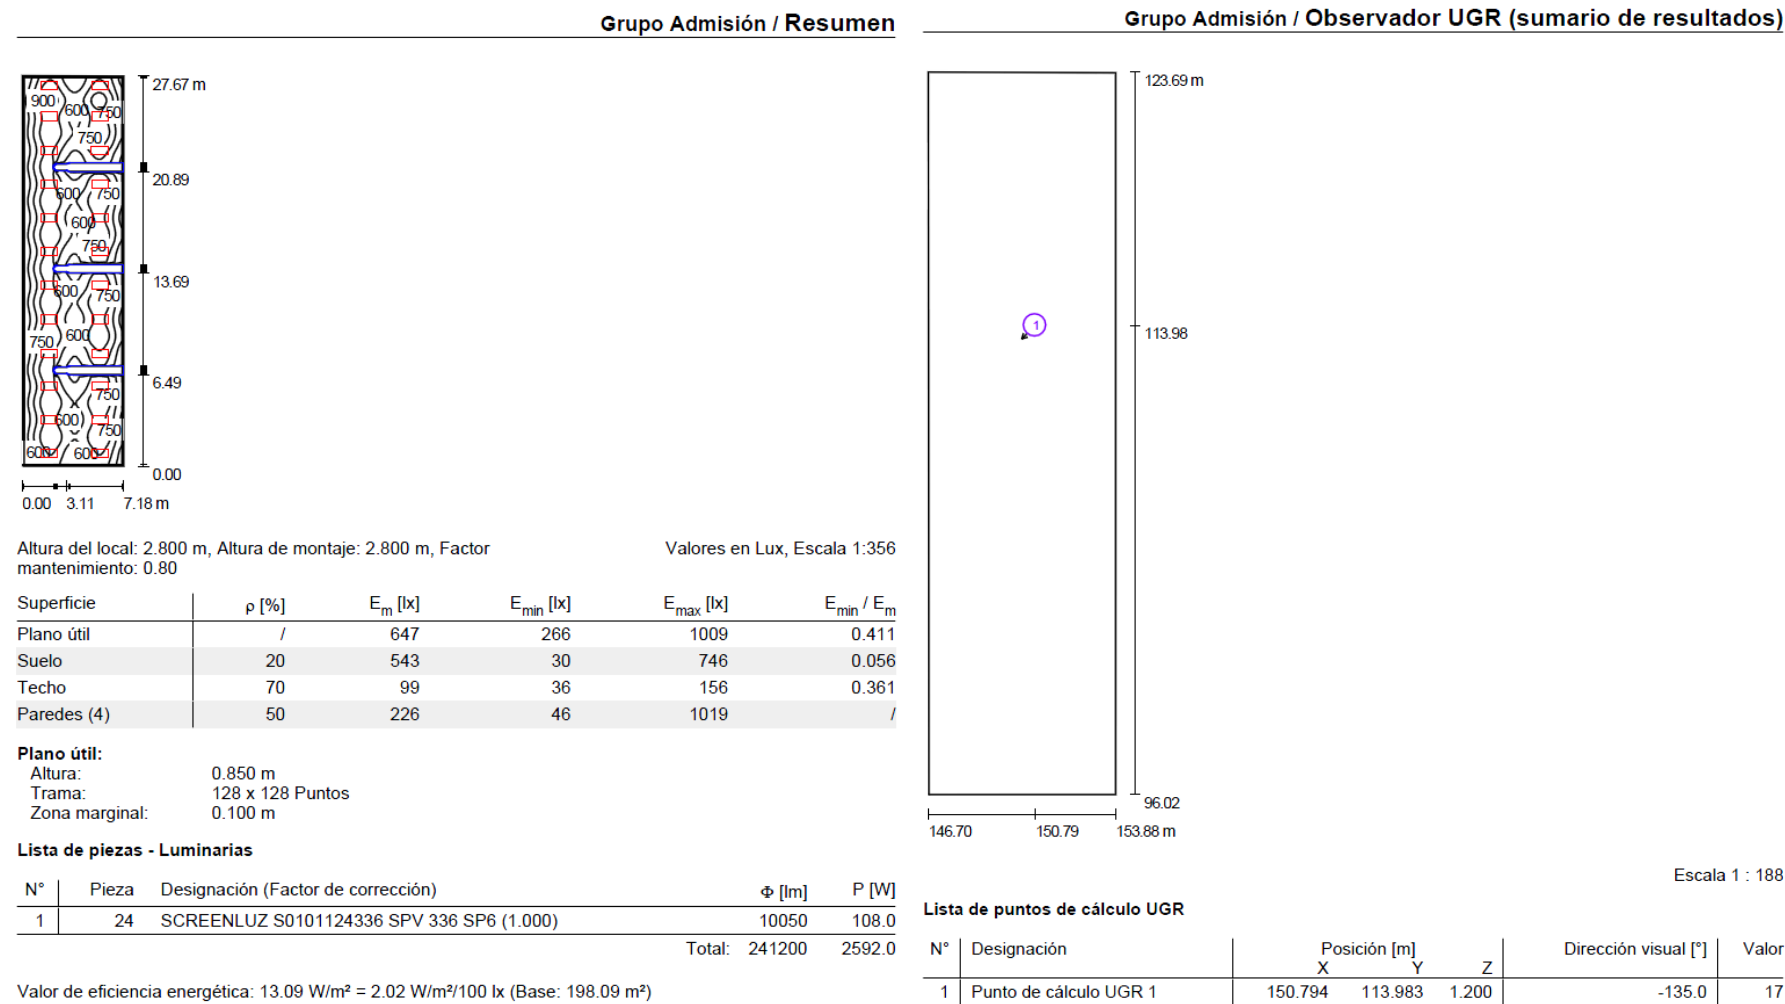 Grupo Admisión / Resumen
27.67 m
900
600
750
750
20.89
600
750
600
750
13.69
600
750
600
750
6.49
750
600
750
600
600
0.00
0.00 3.11 7.18 m
Altura del local: 2.800 m, Altura de montaje: 2.800 m, Factor
mantenimiento: 0.80
Valores en Lux, Escala 1:356
Superficie ρ [%] Em [lx] Emin [lx] Emax [lx] Emin / Em
Plano útil / 647 266 1009 0.411
Suelo 20 543 30 746 0.056
Techo 70 99 36 156 0.361
Paredes (4) 50 226 46 1019 /
Plano útil:
Altura: 0.850 m
Trama: 128 x 128 Puntos
Zona marginal: 0.100 m
Lista de piezas - Luminarias
N° Pieza Designación (Factor de corrección) Φ [lm] P [W]
1 24 SCREENLUZ S0101124336 SPV 336 SP6 (1.000) 10050 108.0
Total: 241200 2592.0
Valor de eficiencia energética: 13.09 W/m² = 2.02 W/m²/100 lx (Base: 198.09 m²)
Grupo Admisión / Observador UGR (sumario de resultados)
123.69 m
1
113.98
96.02
146.70 150.79 153.88 m
Escala 1 : 188
Lista de puntos de cálculo UGR
N° Designación Posición [m] Dirección visual [°] Valor
X Y Z
1 Punto de cálculo UGR 1 150.794 113.983 1.200 -135.0 17